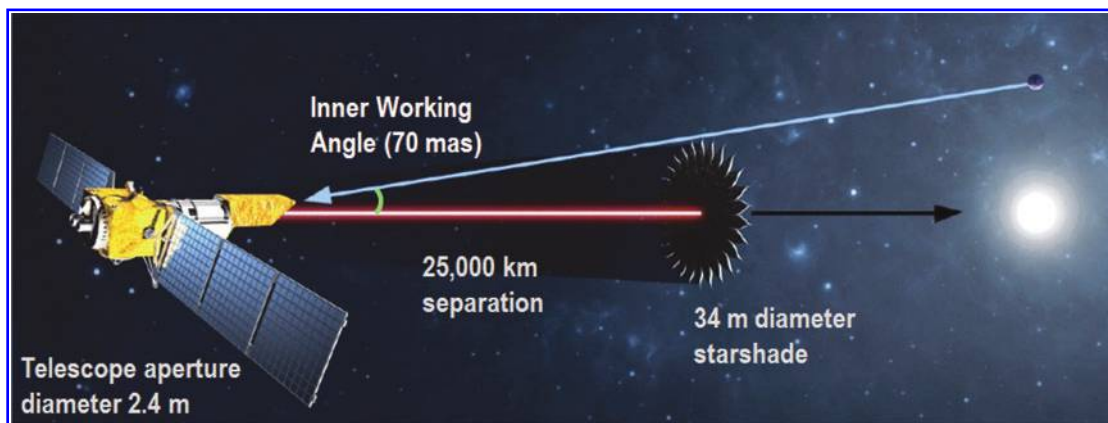 Inner Working
Angle (70 mas)
25,000 km
separation
34 m diameter
starshade
Telescope aperture
diameter 2.4 m